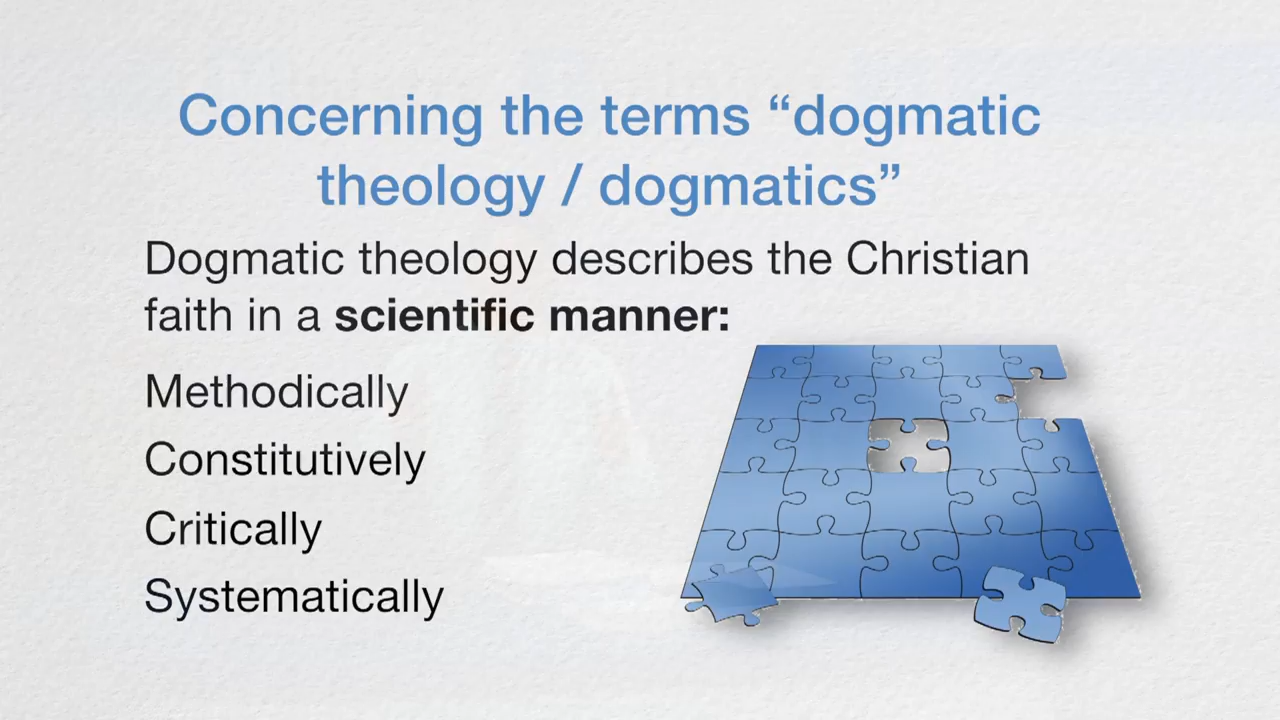 Concerning the terms “dogmatic
theology / dogmatics”
Dogmatic theology describes the Christian
faith in a scientific manner:
Methodically
Constitutively
Critically
Systematically